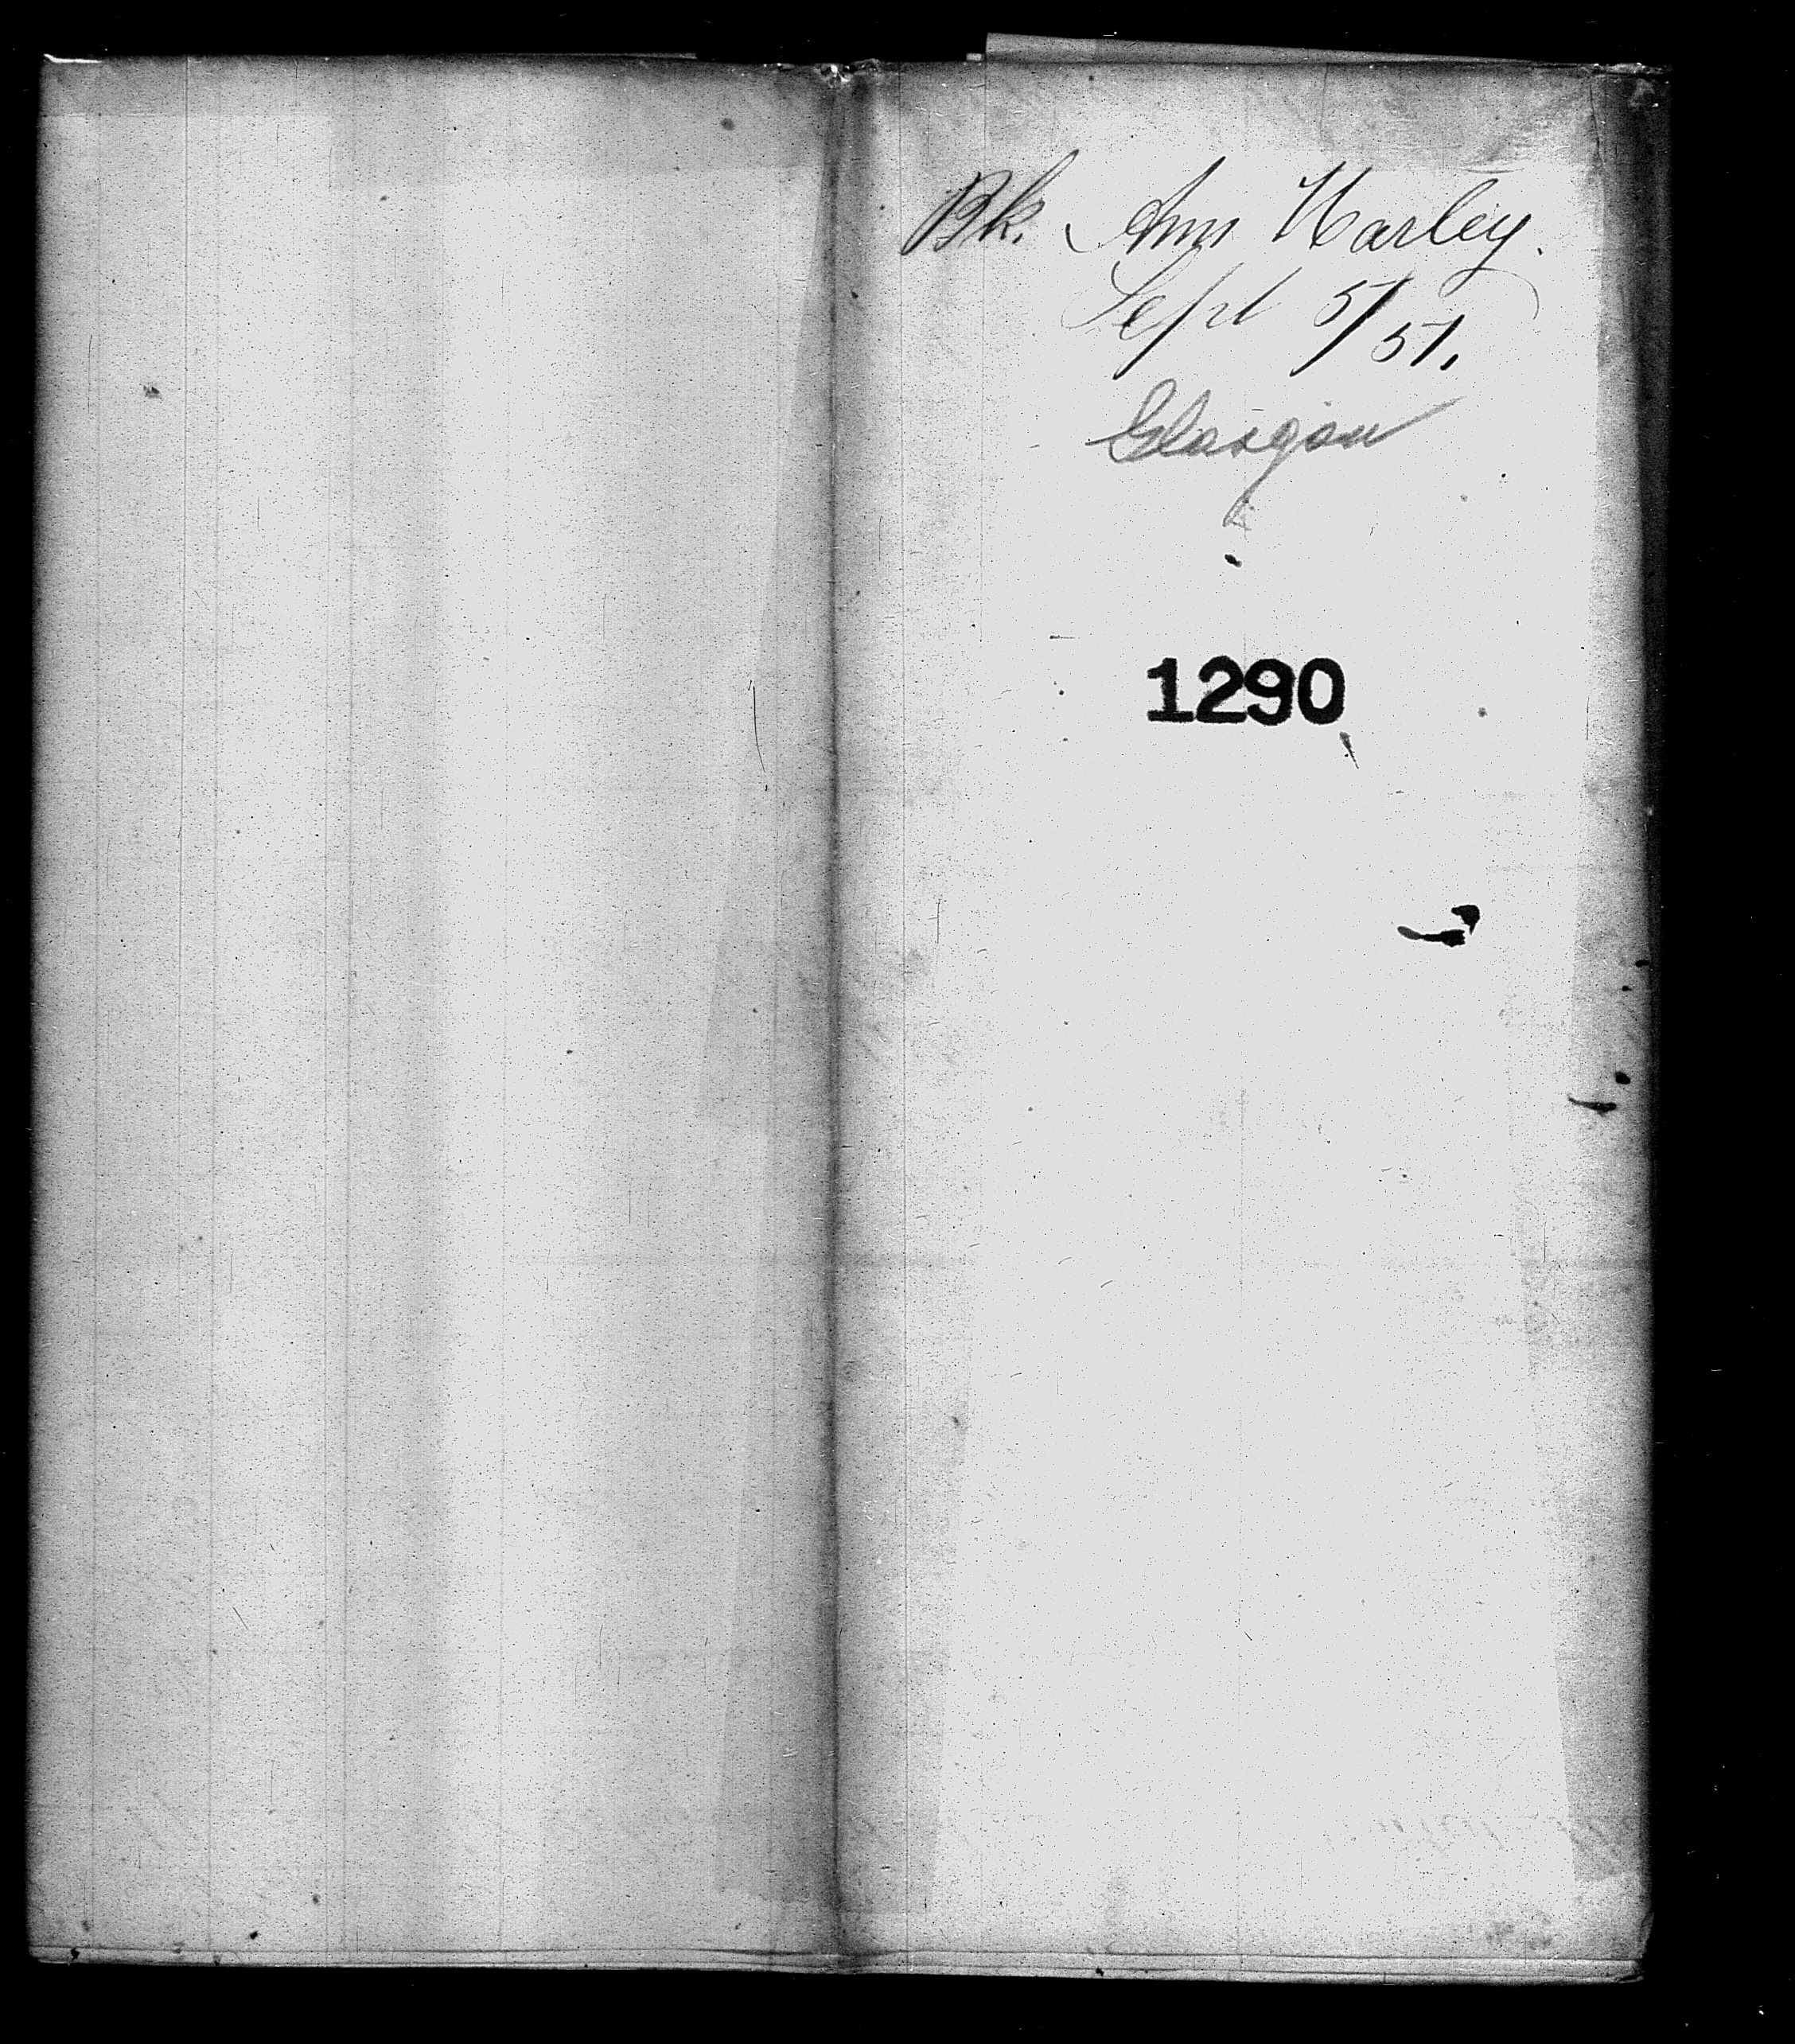 Bk. Ann Harley.
Sept 5/51.
Glasgow
1290